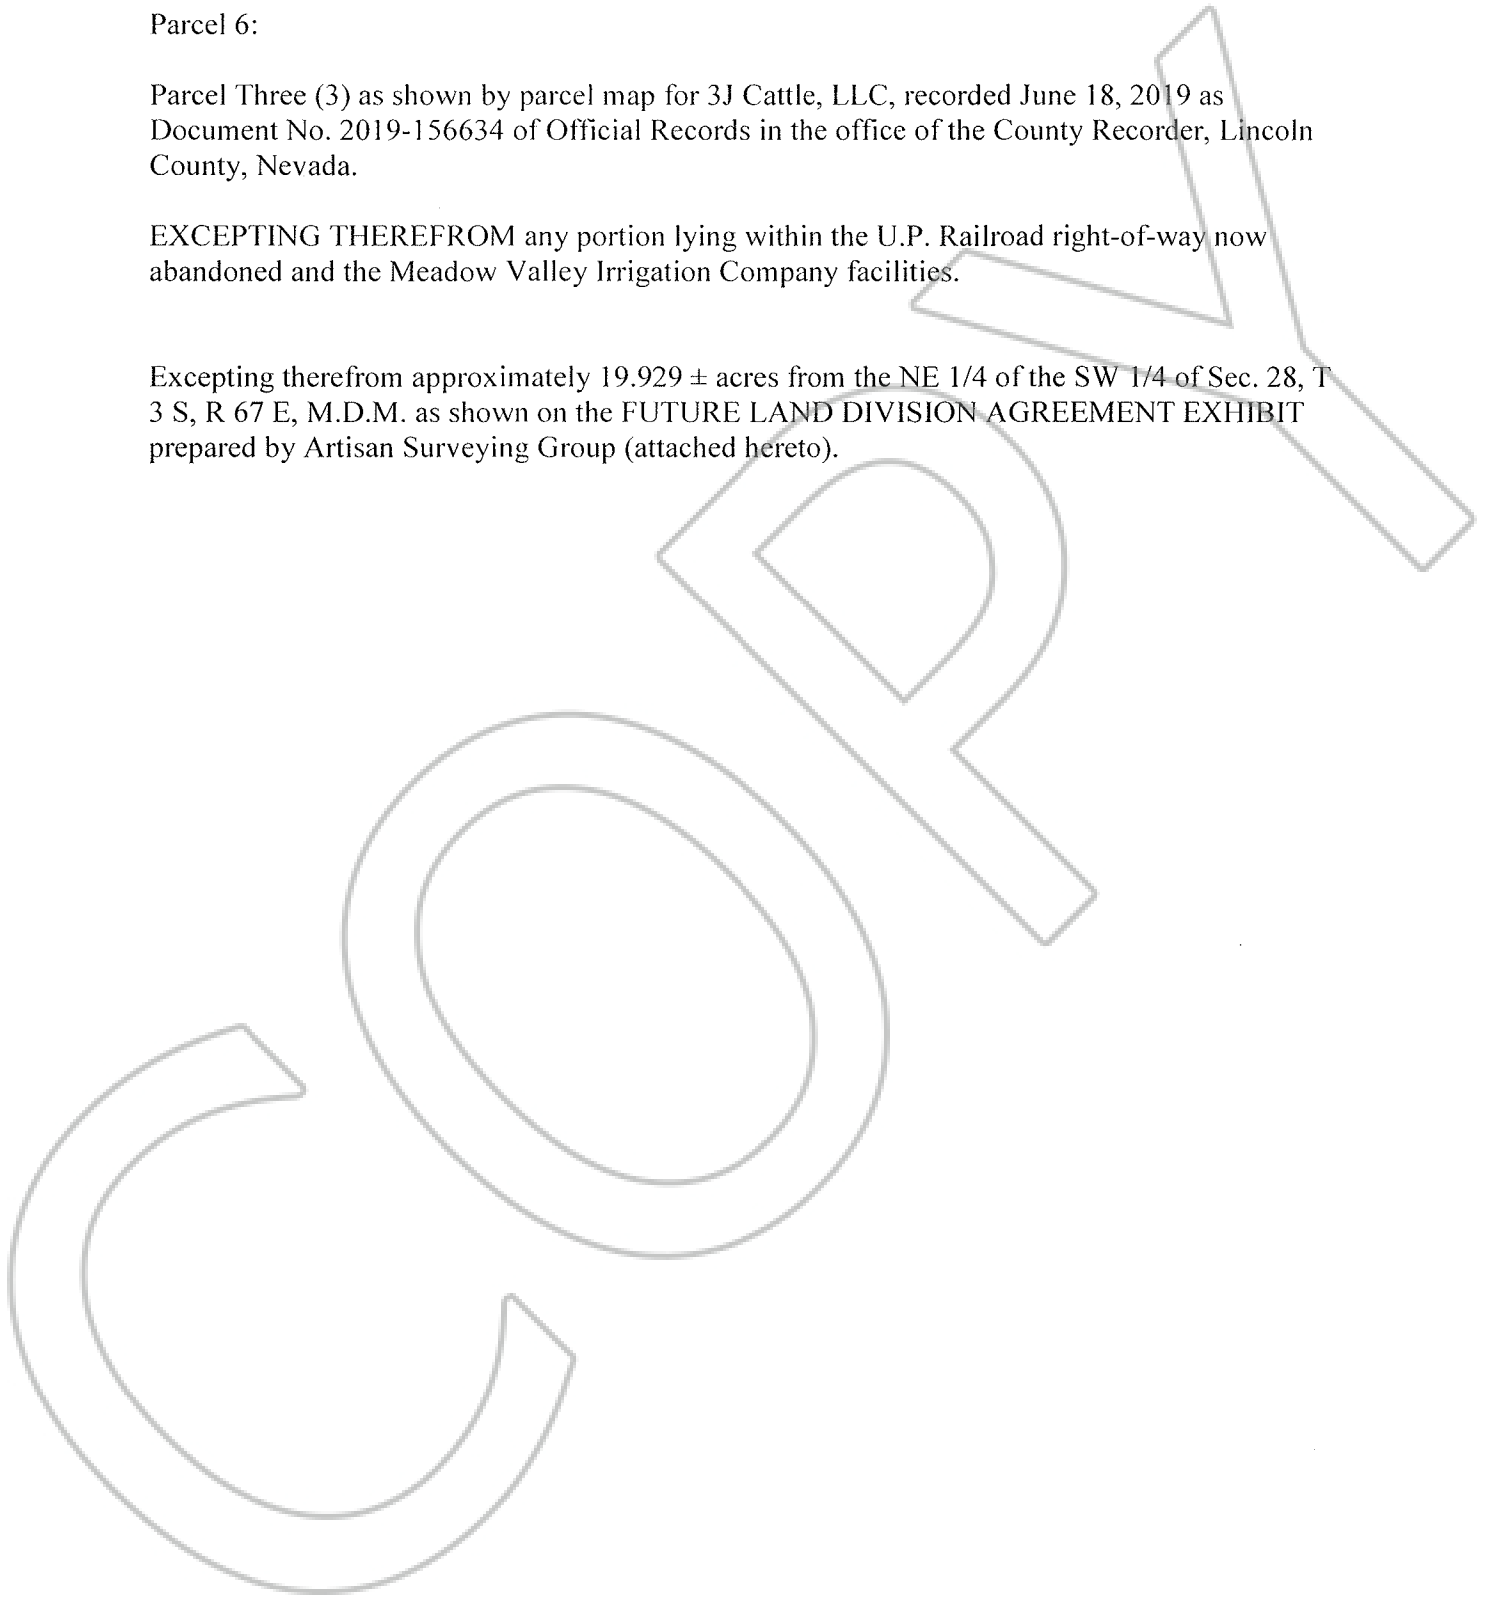 Parcel 6:
Parcel Three (3) as shown by parcel map for 3J Cattle, LLC, recorded June 18, 2019 as
Document No. 2019-156634 of Official Records in the office of the County Recorder, Lincoln
County, Nevada.
EXCEPTING THEREFROM any portion lying within the U.P. Railroad right-of-way now
abandoned and the Meadow Valley Irrigation Company facilities.
Excepting therefrom approximately 19.929 ± acres from the NE 1/4 of the SW 1/4 of Sec. 28, T
3 S, R 67 E, M.D.M. as shown on the FUTURE LAND DIVISION AGREEMENT EXHIBIT
prepared by Artisan Surveying Group (attached hereto).
COPY